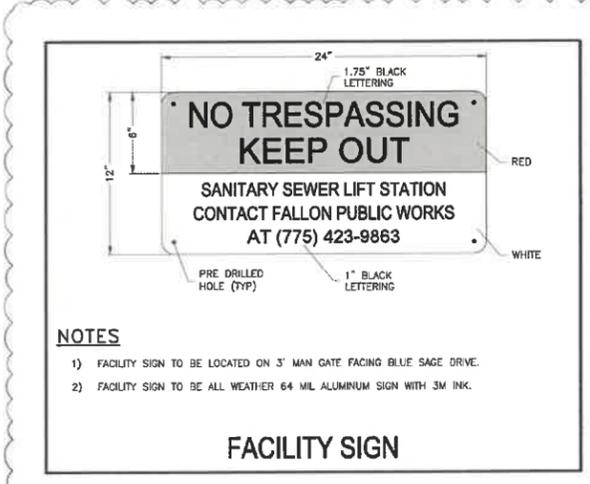 24"
1.75" BLACK
LETTERING
NO TRESPASSING
KEEP OUT
6"
12"
RED
SANITARY SEWER LIFT STATION
CONTACT FALLON PUBLIC WORKS
AT (775) 423-9863
WHITE
PRE DRILLED
HOLE (TYP)
1" BLACK
LETTERING
NOTES
1) FACILITY SIGN TO BE LOCATED ON 3' MAN GATE FACING BLUE SAGE DRIVE.
2) FACILITY SIGN TO BE ALL WEATHER 64 MIL ALUMINUM SIGN WITH 3M INK.
FACILITY SIGN